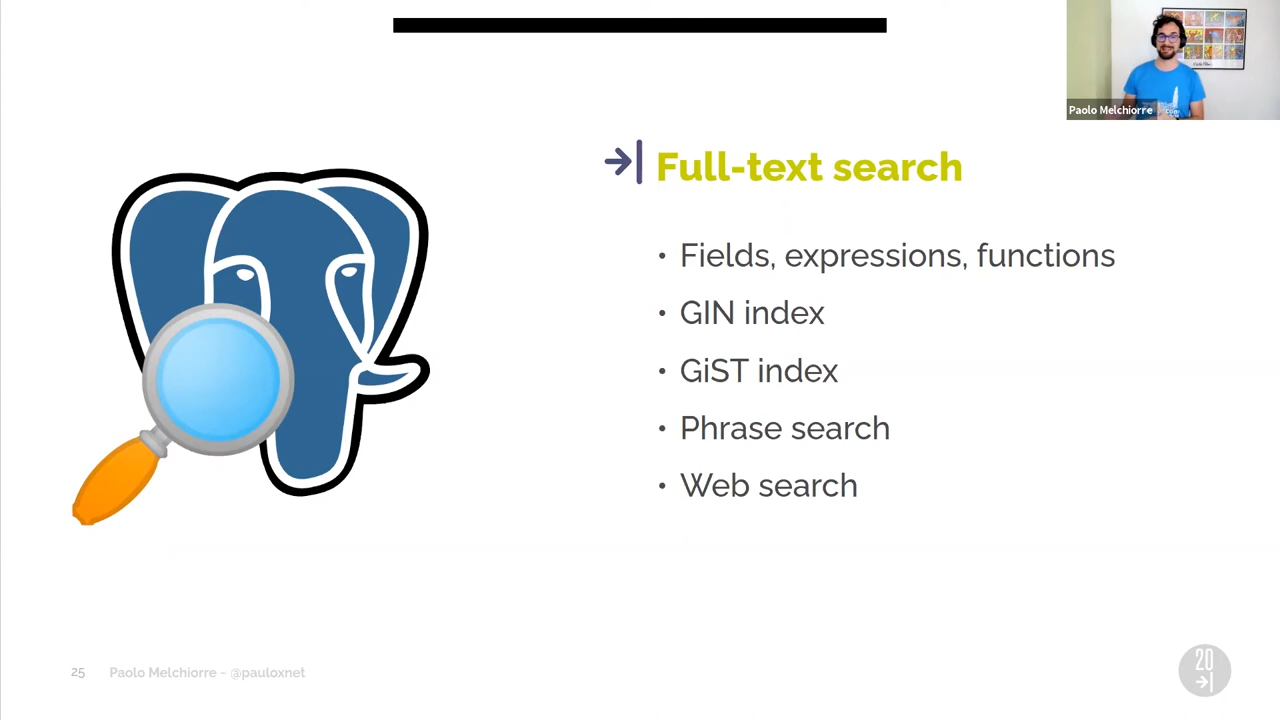 Paolo Melchiorre
Full-text search
• Fields, expressions, functions
• GIN index
• GiST index
• Phrase search
• Web search
25 Paolo Melchiorre ~ @pauloxnet
20